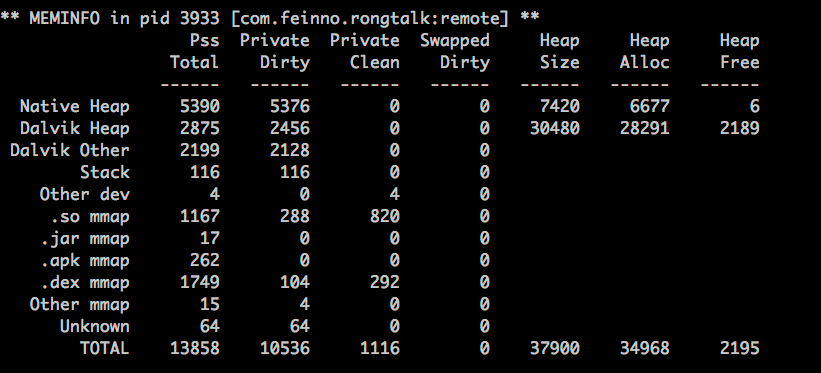 ** MEMINFO in pid 3933 [com.feinno.rongtalk:remote] **
Pss Private Private Swapped Heap Heap Heap
Total Dirty Clean Dirty Size Alloc Free
------ ------ ------ ------ ------ ------ ------
Native Heap 5390 5376 0 0 7420 6677 6
Dalvik Heap 2875 2456 0 0 30480 28291 2189
Dalvik Other 2199 2128 0 0
Stack 116 116 0 0
Other dev 4 0 4 0
.so mmap 1167 288 820 0
.jar mmap 17 0 0 0
.apk mmap 262 0 0 0
.dex mmap 1749 104 292 0
Other mmap 15 4 0 0
Unknown 64 64 0 0
TOTAL 13858 10536 1116 0 37900 34968 2195